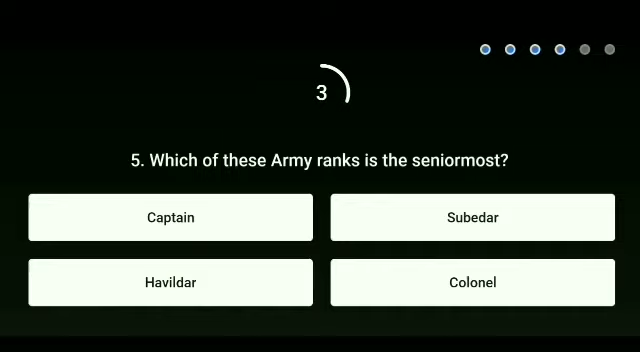 3
5. Which of these Army ranks is the seniormost?
Captain
Subedar
Havildar
Colonel